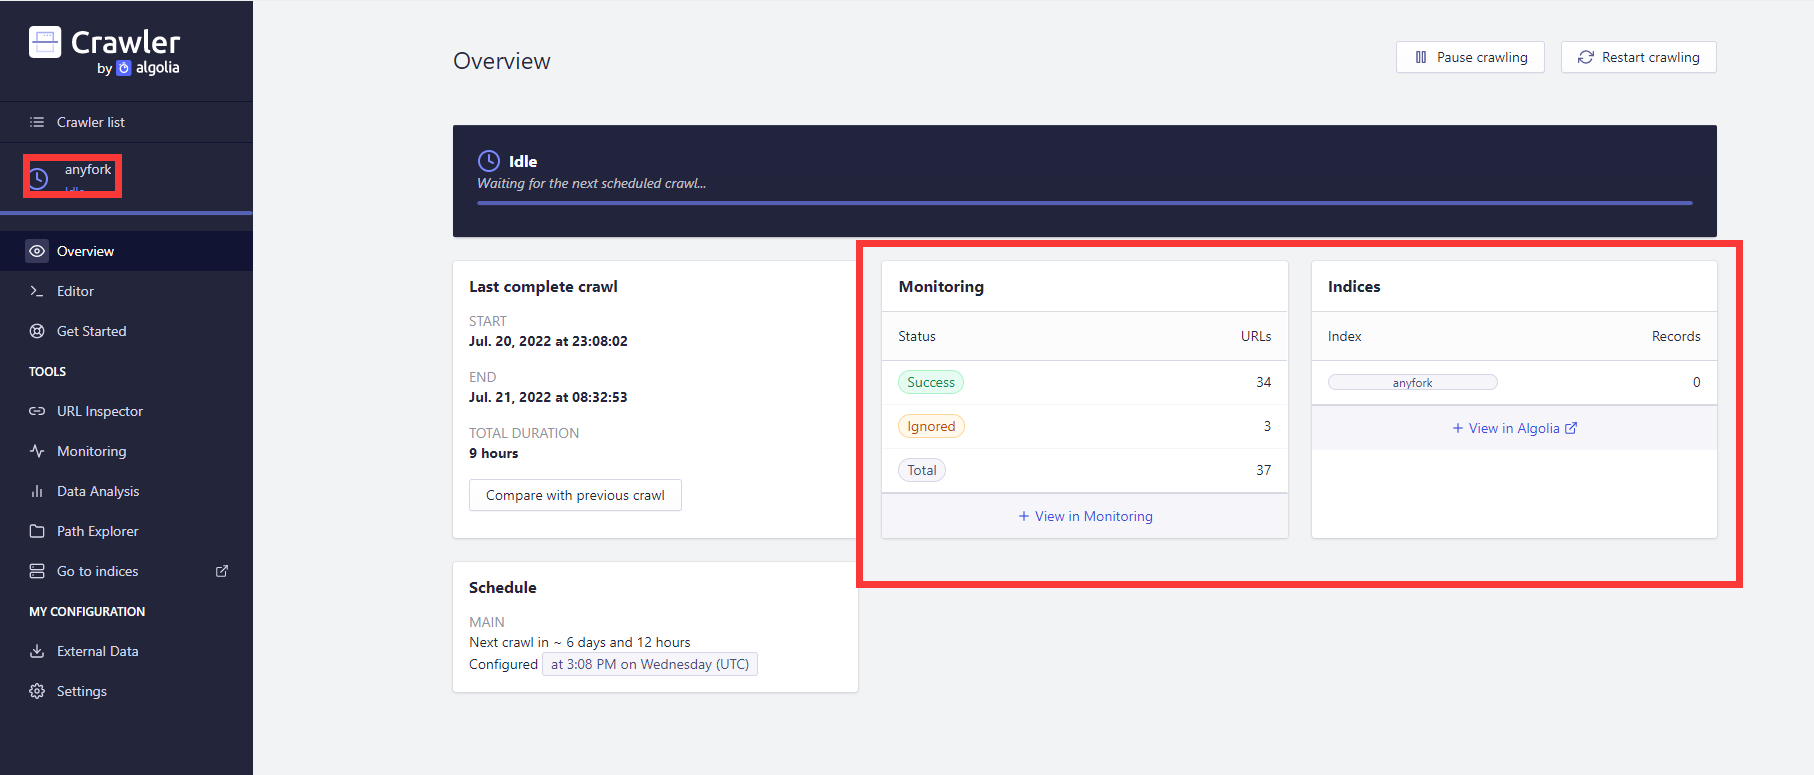 Crawler
by algolia
Crawler list
anyfork
Idle
Overview
Editor
Get Started
TOOLS
URL Inspector
Monitoring
Data Analysis
Path Explorer
Go to indices
MY CONFIGURATION
External Data
Settings
Overview
Pause crawling
Restart crawling
Idle
Waiting for the next scheduled crawl...
Last complete crawl
START
Jul. 20, 2022 at 23:08:02
END
Jul. 21, 2022 at 08:32:53
TOTAL DURATION
9 hours
Compare with previous crawl
Monitoring
Status URLs
Success 34
Ignored 3
Total 37
+ View in Monitoring
Indices
Index Records
anyfork 0
+ View in Algolia
Schedule
MAIN
Next crawl in ~ 6 days and 12 hours
Configured at 3:08 PM on Wednesday (UTC)